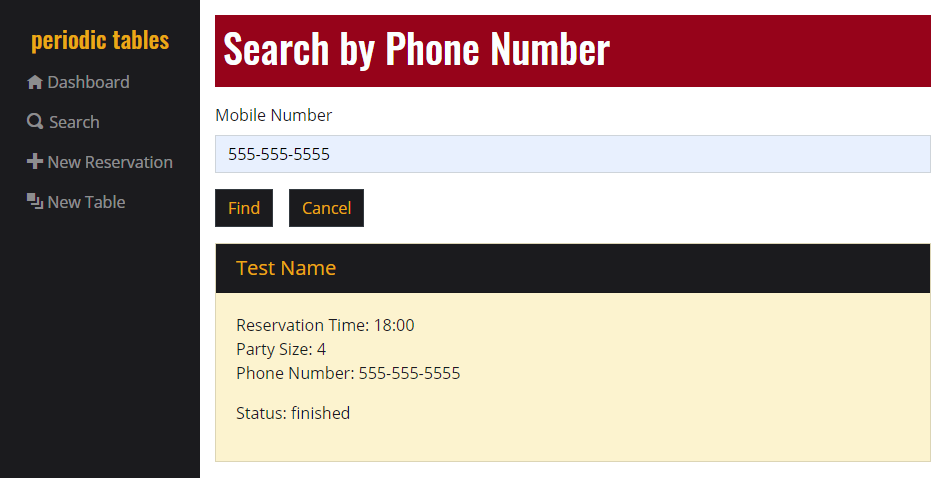 periodic tables
Dashboard
Search
New Reservation
New Table
Search by Phone Number
Mobile Number
555-555-5555
Find
Cancel
Test Name
Reservation Time: 18:00
Party Size: 4
Phone Number: 555-555-5555
Status: finished